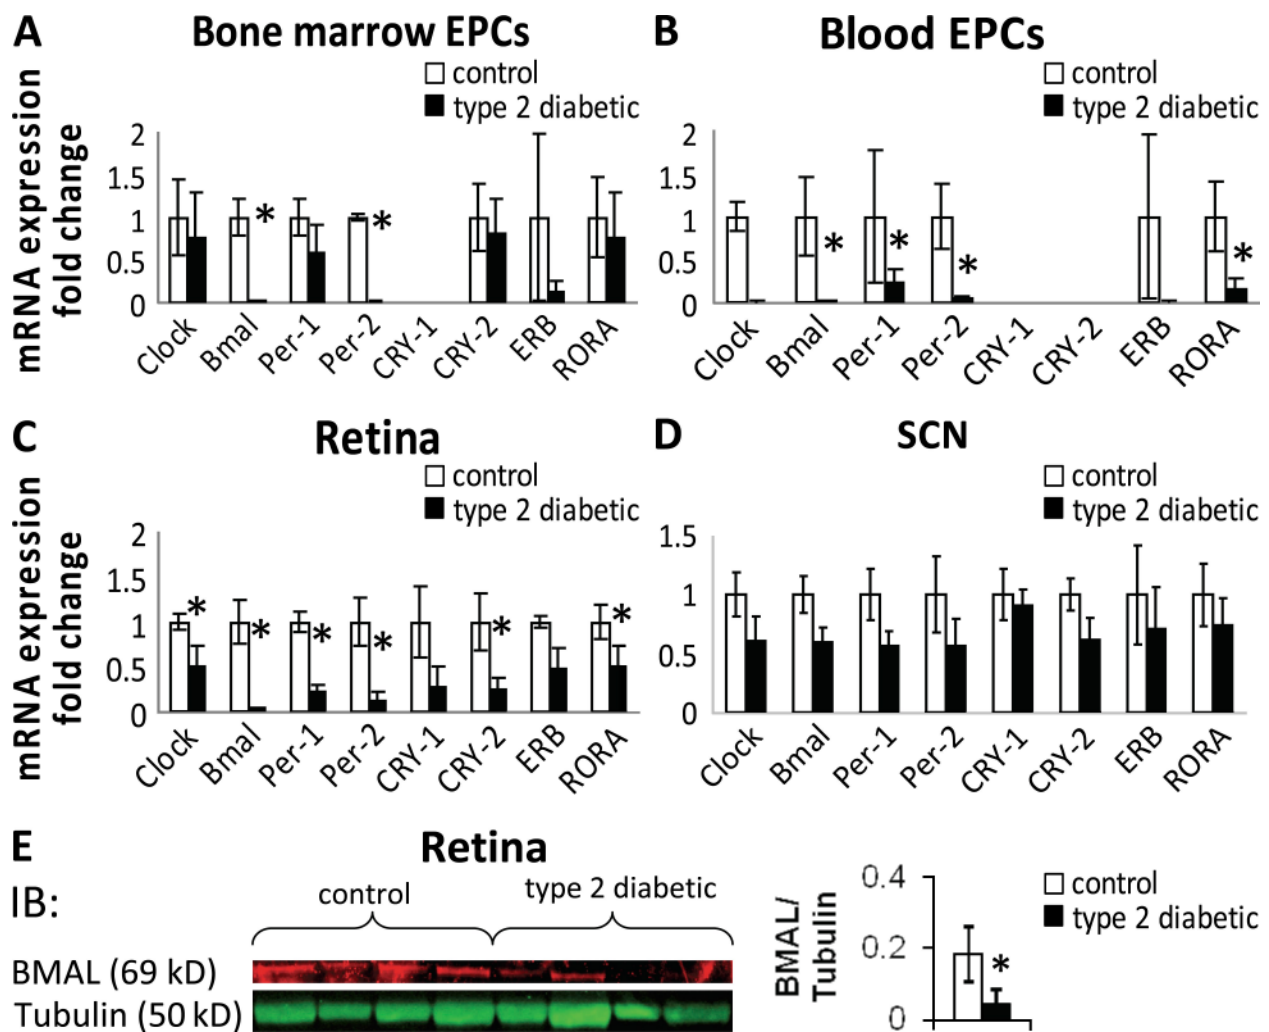 A Bone marrow EPCs
control
type 2 diabetic
mRNA expression
fold change
2
1.5
1
0.5
0
* *
Clock Bmal Per-1 Per-2 CRY-1 CRY-2 ERB RORA
B Blood EPCs
control
type 2 diabetic
2
1.5
1
0.5
0
* * * *
Clock Bmal Per-1 Per-2 CRY-1 CRY-2 ERB RORA
C Retina
control
type 2 diabetic
mRNA expression
fold change
2
1.5
1
0.5
0
* * * * * *
Clock Bmal Per-1 Per-2 CRY-1 CRY-2 ERB RORA
D SCN
control
type 2 diabetic
1.5
1
0.5
0
Clock Bmal Per-1 Per-2 CRY-1 CRY-2 ERB RORA
E Retina
IB:
control type 2 diabetic
BMAL (69 kD)
Tubulin (50 kD)
BMAL/
Tubulin
0.4
0.2
0
*
control
type 2 diabetic